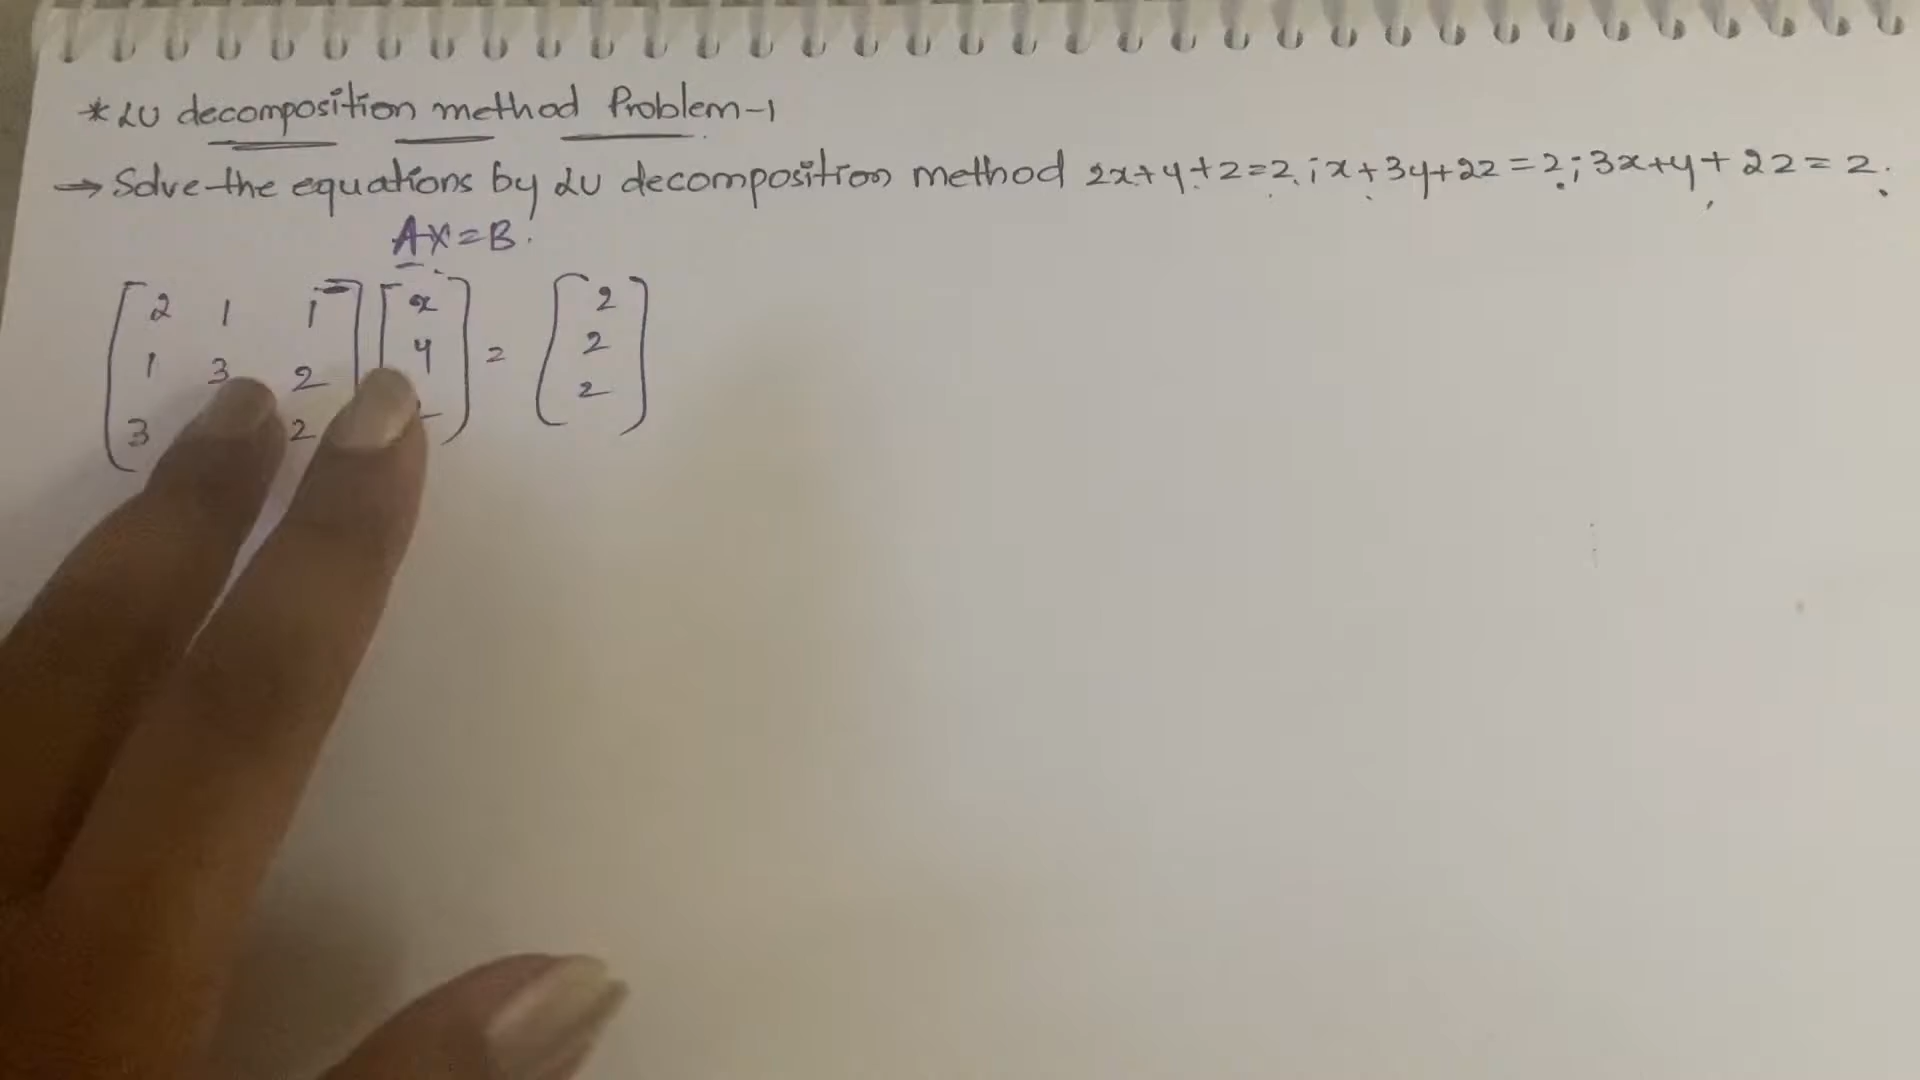 * LU decomposition method Problem-1
→ Solve the equations by LU decomposition method 2x+y+z=2; x+3y+2z=2; 3x+y+2z=2.
AX=B.
2 1 1 x = 2
1 3 2 y 2
3 2 2